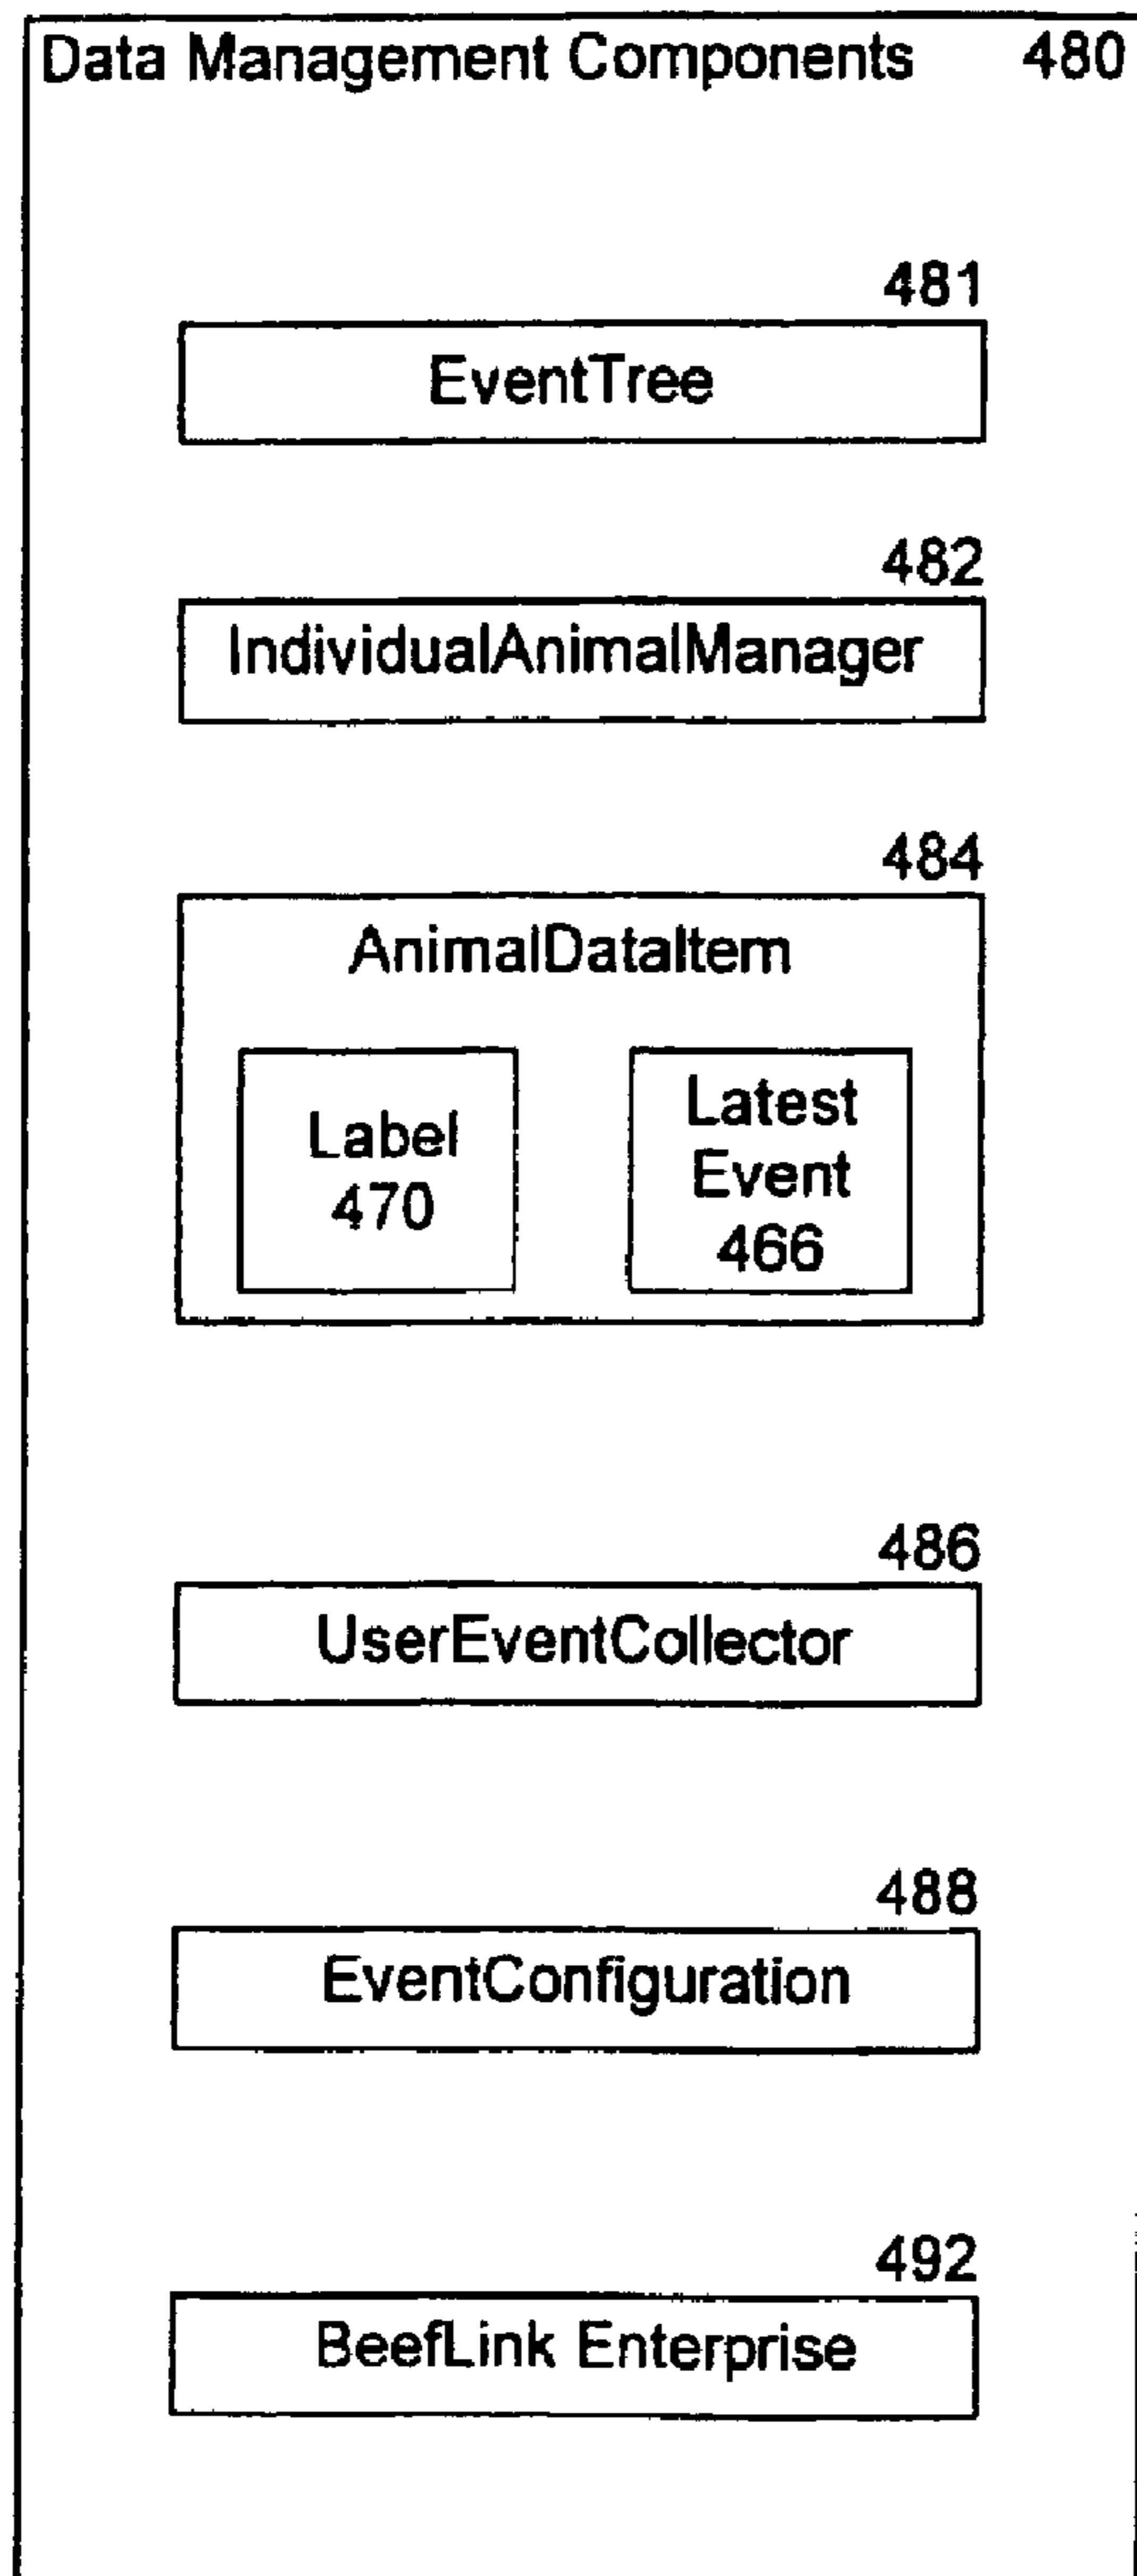 Data Management Components 480
481
EventTree
482
IndividualAnimalManager
484
AnimalDataItem
Label
470
Latest
Event
466
486
UserEventCollector
488
EventConfiguration
492
BeefLink Enterprise